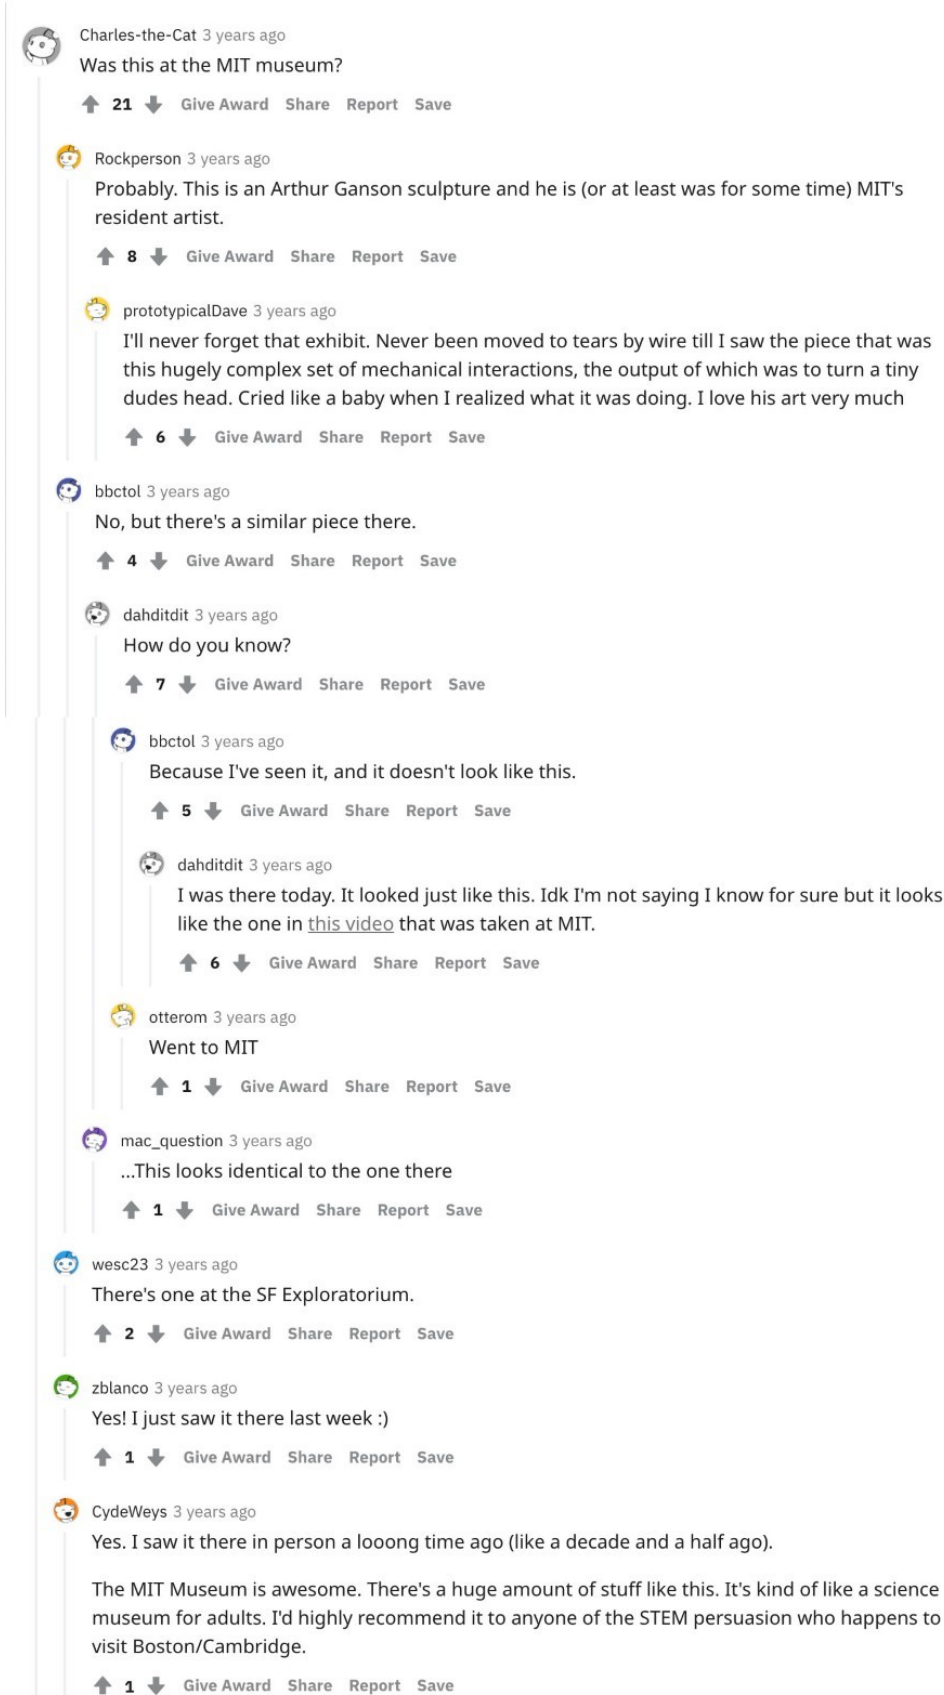 Charles-the-Cat 3 years ago
Was this at the MIT museum?
21 Give Award Share Report Save
Rockperson 3 years ago
Probably. This is an Arthur Ganson sculpture and he is (or at least was for some time) MIT's
resident artist.
8 Give Award Share Report Save
prototypicalDave 3 years ago
I'll never forget that exhibit. Never been moved to tears by wire till I saw the piece that was
this hugely complex set of mechanical interactions, the output of which was to turn a tiny
dudes head. Cried like a baby when I realized what it was doing. I love his art very much
6 Give Award Share Report Save
bbctol 3 years ago
No, but there's a similar piece there.
4 Give Award Share Report Save
dahditdit 3 years ago
How do you know?
7 Give Award Share Report Save
bbctol 3 years ago
Because I've seen it, and it doesn't look like this.
5 Give Award Share Report Save
dahditdit 3 years ago
I was there today. It looked just like this. Idk I'm not saying I know for sure but it looks
like the one in this video that was taken at MIT.
6 Give Award Share Report Save
otterom 3 years ago
Went to MIT
1 Give Award Share Report Save
mac_question 3 years ago
...This looks identical to the one there
1 Give Award Share Report Save
wesc23 3 years ago
There's one at the SF Exploratorium.
2 Give Award Share Report Save
zblanco 3 years ago
Yes! I just saw it there last week :)
1 Give Award Share Report Save
CydeWeys 3 years ago
Yes. I saw it there in person a looong time ago (like a decade and a half ago).
The MIT Museum is awesome. There's a huge amount of stuff like this. It's kind of like a science
museum for adults. I'd highly recommend it to anyone of the STEM persuasion who happens to
visit Boston/Cambridge.
1 Give Award Share Report Save